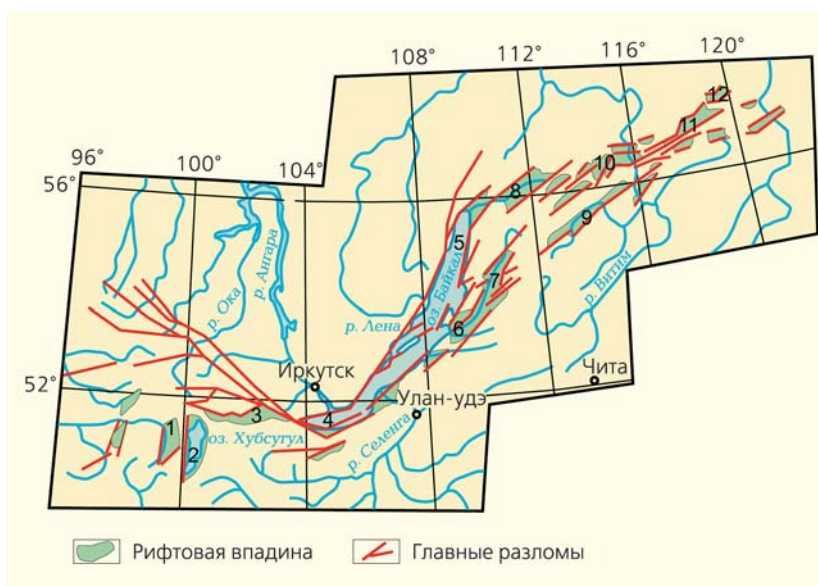 108°
112°
116°
120°
96°
100°
104°
56°
52°
12
11
10
9
8
7
6
5
4
3
2
1
р. Ока
р. Ангара
р. Лена
оз. Байкал
р. Витим
Иркутск
Чита
Улан-удэ
оз. Хубсугул
р. Селенга
Рифтовая впадина
Главные разломы